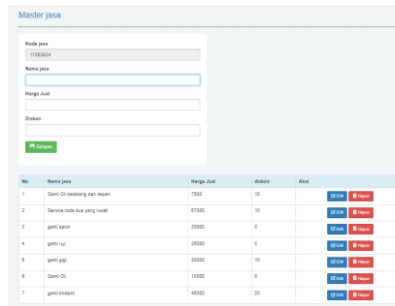 Master jasa
Kode jasa
11053924
Nama jasa
Harga Jual
Diskon
Simpan
No Nama jasa Harga Jual diskon Aksi
1 Ganti Oli belakang dan depan 7500 10 Edit Hapus
2 Service roda dua yang rusak 67000 10 Edit Hapus
3 ganti salon 20000 0 Edit Hapus
4 ganti ruji 25000 0 Edit Hapus
5 ganti gigi 30000 10 Edit Hapus
6 Ganti Oli 10000 0 Edit Hapus
7 ganti knalpot 45000 20 Edit Hapus